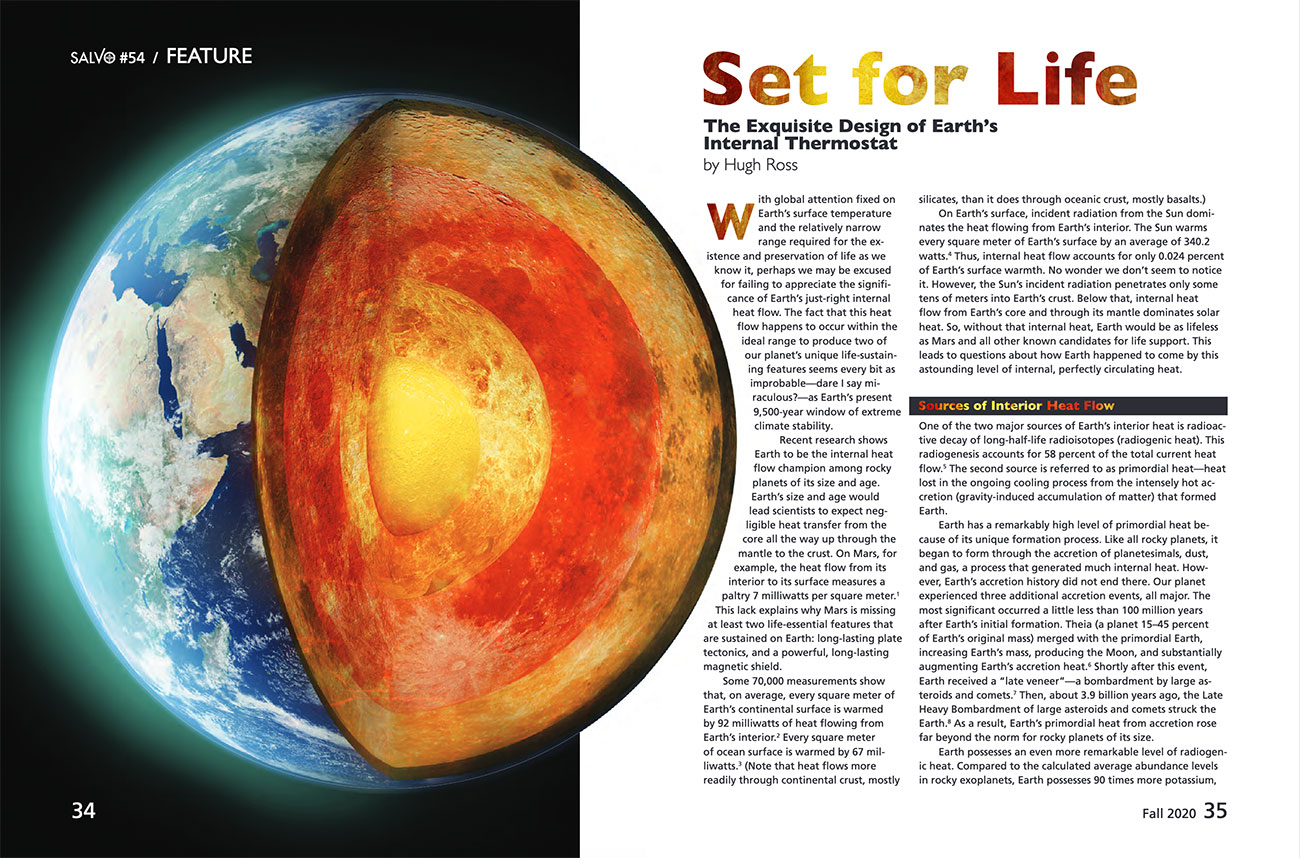 SALVO #54 / FEATURE
Set for Life
The Exquisite Design of Earth's
Internal Thermostat
by Hugh Ross
With global attention fixed on
Earth's surface temperature
and the relatively narrow
range required for the ex-
istence and preservation of life as we
know it, perhaps we may be excused
for failing to appreciate the signifi-
cance of Earth's just-right internal
heat flow. The fact that this heat
flow happens to occur within the
ideal range to produce two of
our planet's unique life-sustain-
ing features seems every bit as
improbable—dare I say mi-
raculous?—as Earth's present
9,500-year window of extreme
climate stability.
Recent research shows
Earth to be the internal heat
flow champion among rocky
planets of its size and age.
Earth's size and age would
lead scientists to expect neg-
ligible heat transfer from the
core all the way up through the
mantle to the crust. On Mars, for
example, the heat flow from its
interior to its surface measures a
paltry 7 milliwatts per square meter.¹
This lack explains why Mars is missing
at least two life-essential features that
are sustained on Earth: long-lasting plate
tectonics, and a powerful, long-lasting
magnetic shield.
Some 70,000 measurements show
that, on average, every square meter of
Earth's continental surface is warmed
by 92 milliwatts of heat flowing from
Earth's interior.² Every square meter
of ocean surface is warmed by 67 mil-
liwatts.³ (Note that heat flows more
readily through continental crust, mostly
silicates, than it does through oceanic crust, mostly basalts.)
On Earth's surface, incident radiation from the Sun domi-
nates the heat flowing from Earth's interior. The Sun warms
every square meter of Earth's surface by an average of 340.2
watts.⁴ Thus, internal heat flow accounts for only 0.024 percent
of Earth's surface warmth. No wonder we don't seem to notice
it. However, the Sun's incident radiation penetrates only some
tens of meters into Earth's crust. Below that, internal heat
flow from Earth's core and through its mantle dominates solar
heat. So, without that internal heat, Earth would be as lifeless
as Mars and all other known candidates for life support. This
leads to questions about how Earth happened to come by this
astounding level of internal, perfectly circulating heat.
Sources of Interior Heat Flow
One of the two major sources of Earth's interior heat is radioac-
tive decay of long-half-life radioisotopes (radiogenic heat). This
radiogenesis accounts for 58 percent of the total current heat
flow.⁵ The second source is referred to as primordial heat—heat
lost in the ongoing cooling process from the intensely hot ac-
cretion (gravity-induced accumulation of matter) that formed
Earth.
Earth has a remarkably high level of primordial heat be-
cause of its unique formation process. Like all rocky planets, it
began to form through the accretion of planetesimals, dust,
and gas, a process that generated much internal heat. How-
ever, Earth's accretion history did not end there. Our planet
experienced three additional accretion events, all major. The
most significant occurred a little less than 100 million years
after Earth's initial formation. Theia (a planet 15–45 percent
of Earth's original mass) merged with the primordial Earth,
increasing Earth's mass, producing the Moon, and substantially
augmenting Earth's accretion heat.⁶ Shortly after this event,
Earth received a "late veneer"—a bombardment by large as-
teroids and comets.⁷ Then, about 3.9 billion years ago, the Late
Heavy Bombardment of large asteroids and comets struck the
Earth.⁸ As a result, Earth's primordial heat from accretion rose
far beyond the norm for rocky planets of its size.
Earth possesses an even more remarkable level of radiogen-
ic heat. Compared to the calculated average abundance levels
in rocky exoplanets, Earth possesses 90 times more potassium,
34
Fall 2020 35